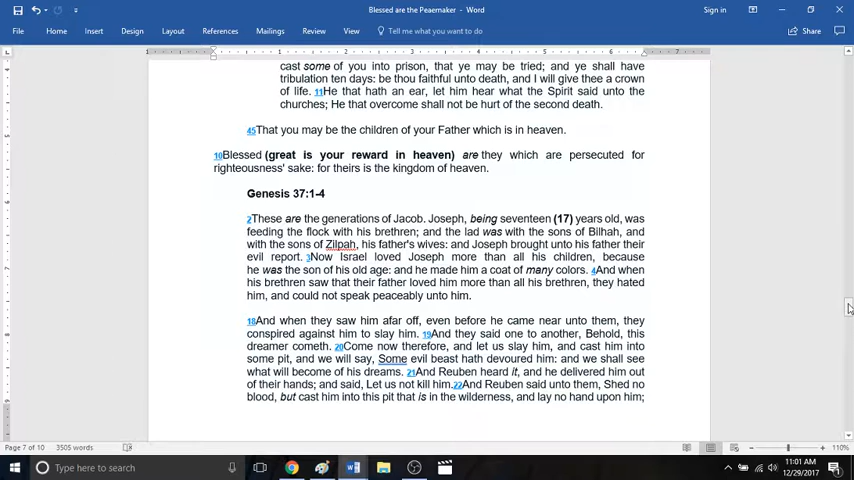 Blessed are the Peaemaker - Word
Sign in
File Home Insert Design Layout References Mailings Review View Tell me what you want to do Share
cast some of you into prison, that ye may be tried; and ye shall have
tribulation ten days: be thou faithful unto death, and I will give thee a crown
of life. 11He that hath an ear, let him hear what the Spirit said unto the
churches; He that overcome shall not be hurt of the second death.
45That you may be the children of your Father which is in heaven.
10Blessed (great is your reward in heaven) are they which are persecuted for
righteousness' sake: for theirs is the kingdom of heaven.
Genesis 37:1-4
2These are the generations of Jacob. Joseph, being seventeen (17) years old, was
feeding the flock with his brethren; and the lad was with the sons of Bilhah, and
with the sons of Zilpah, his father's wives: and Joseph brought unto his father their
evil report. 3Now Israel loved Joseph more than all his children, because
he was the son of his old age: and he made him a coat of many colors. 4And when
his brethren saw that their father loved him more than all his brethren, they hated
him, and could not speak peaceably unto him.
18And when they saw him afar off, even before he came near unto them, they
conspired against him to slay him. 19And they said one to another, Behold, this
dreamer cometh. 20Come now therefore, and let us slay him, and cast him into
some pit, and we will say, Some evil beast hath devoured him: and we shall see
what will become of his dreams. 21And Reuben heard it, and he delivered him out
of their hands; and said, Let us not kill him.22And Reuben said unto them, Shed no
blood, but cast him into this pit that is in the wilderness, and lay no hand upon him;
Page 7 of 10 3505 words
110%
Type here to search
11:01 AM
12/29/2017